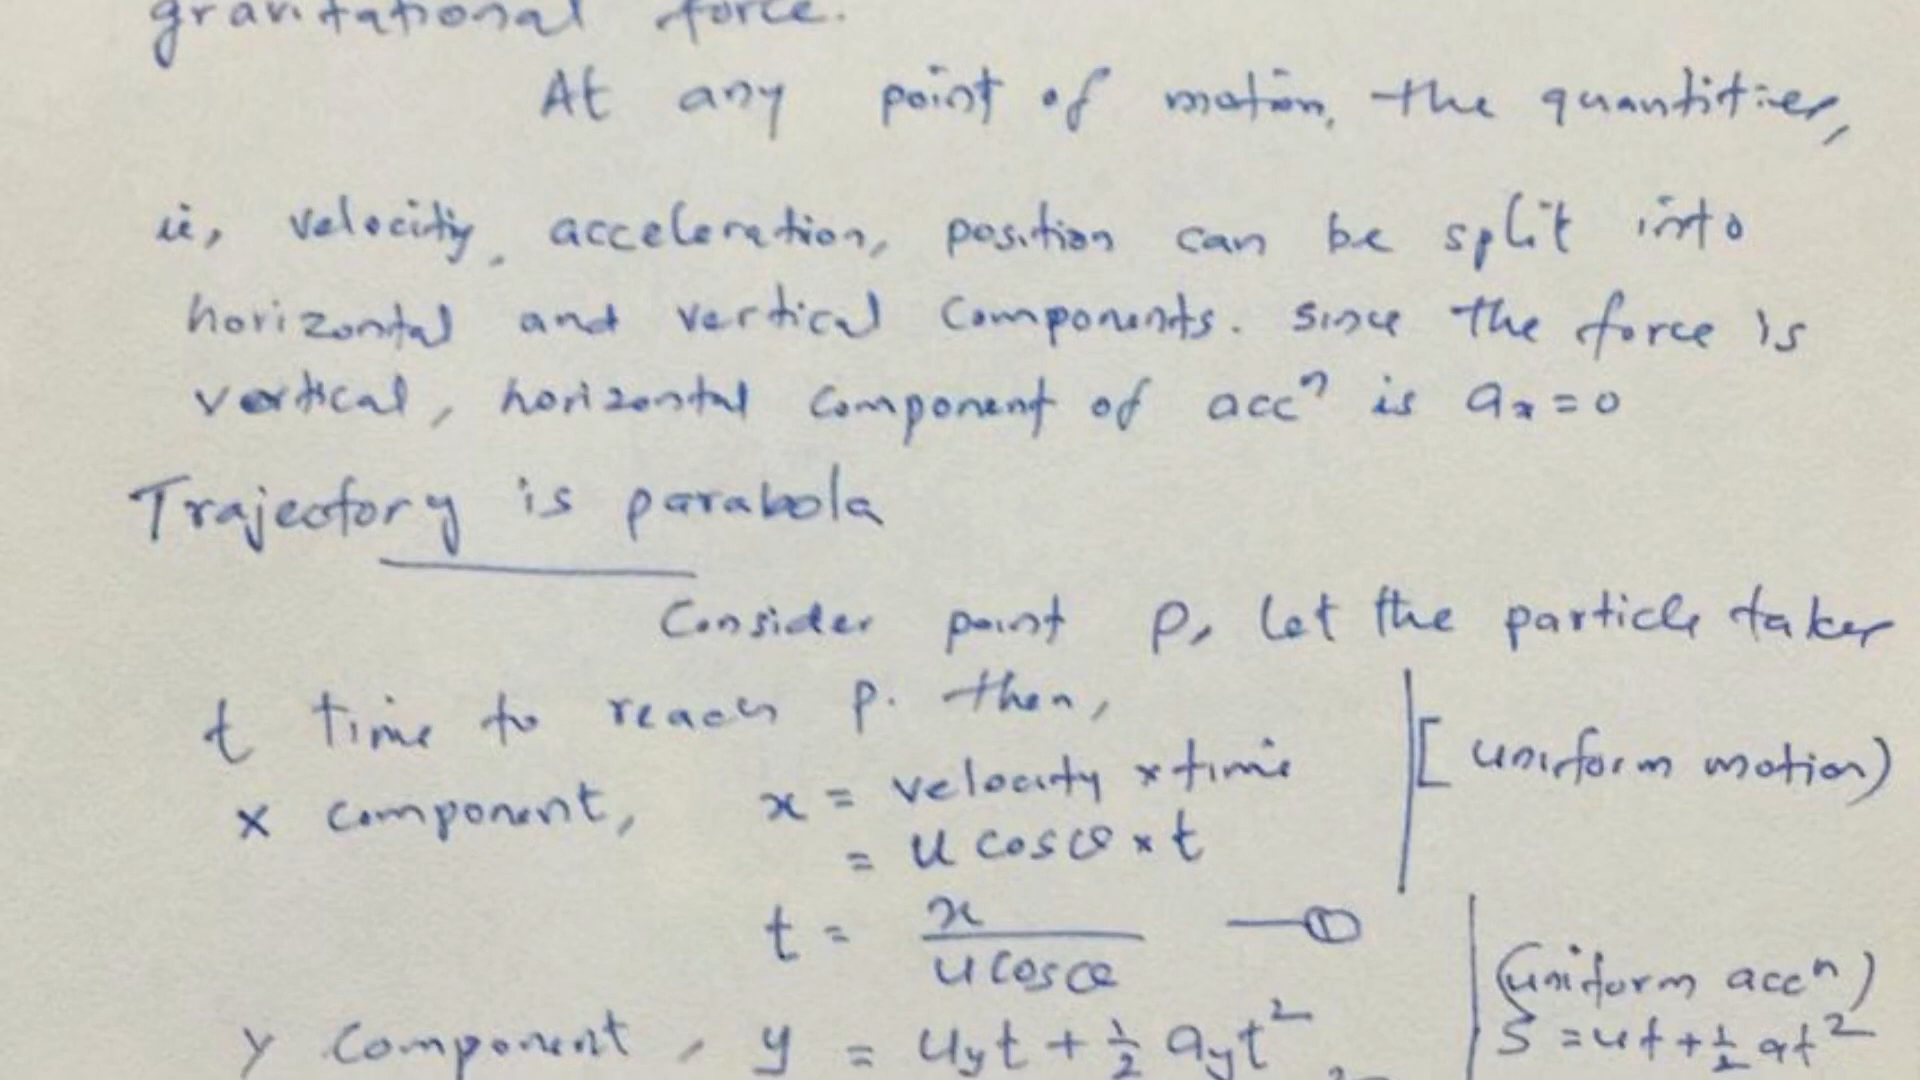 gravitational force.
At any point of motion, the quantities,
ie, velocity, acceleration, position can be split into
horizontal and vertical components. Since the force is
vertical, horizontal component of accⁿ is aₓ = 0
Trajectory is parabola
Consider point P, let the particle takes
t time to reach P. then,
x component, x = velocity × time [uniform motion)
= u cosθ × t
t = x / u cosθ —①
(uniform accⁿ)
y component, y = u_y t + ½ a_y t² S = ut + ½ at²